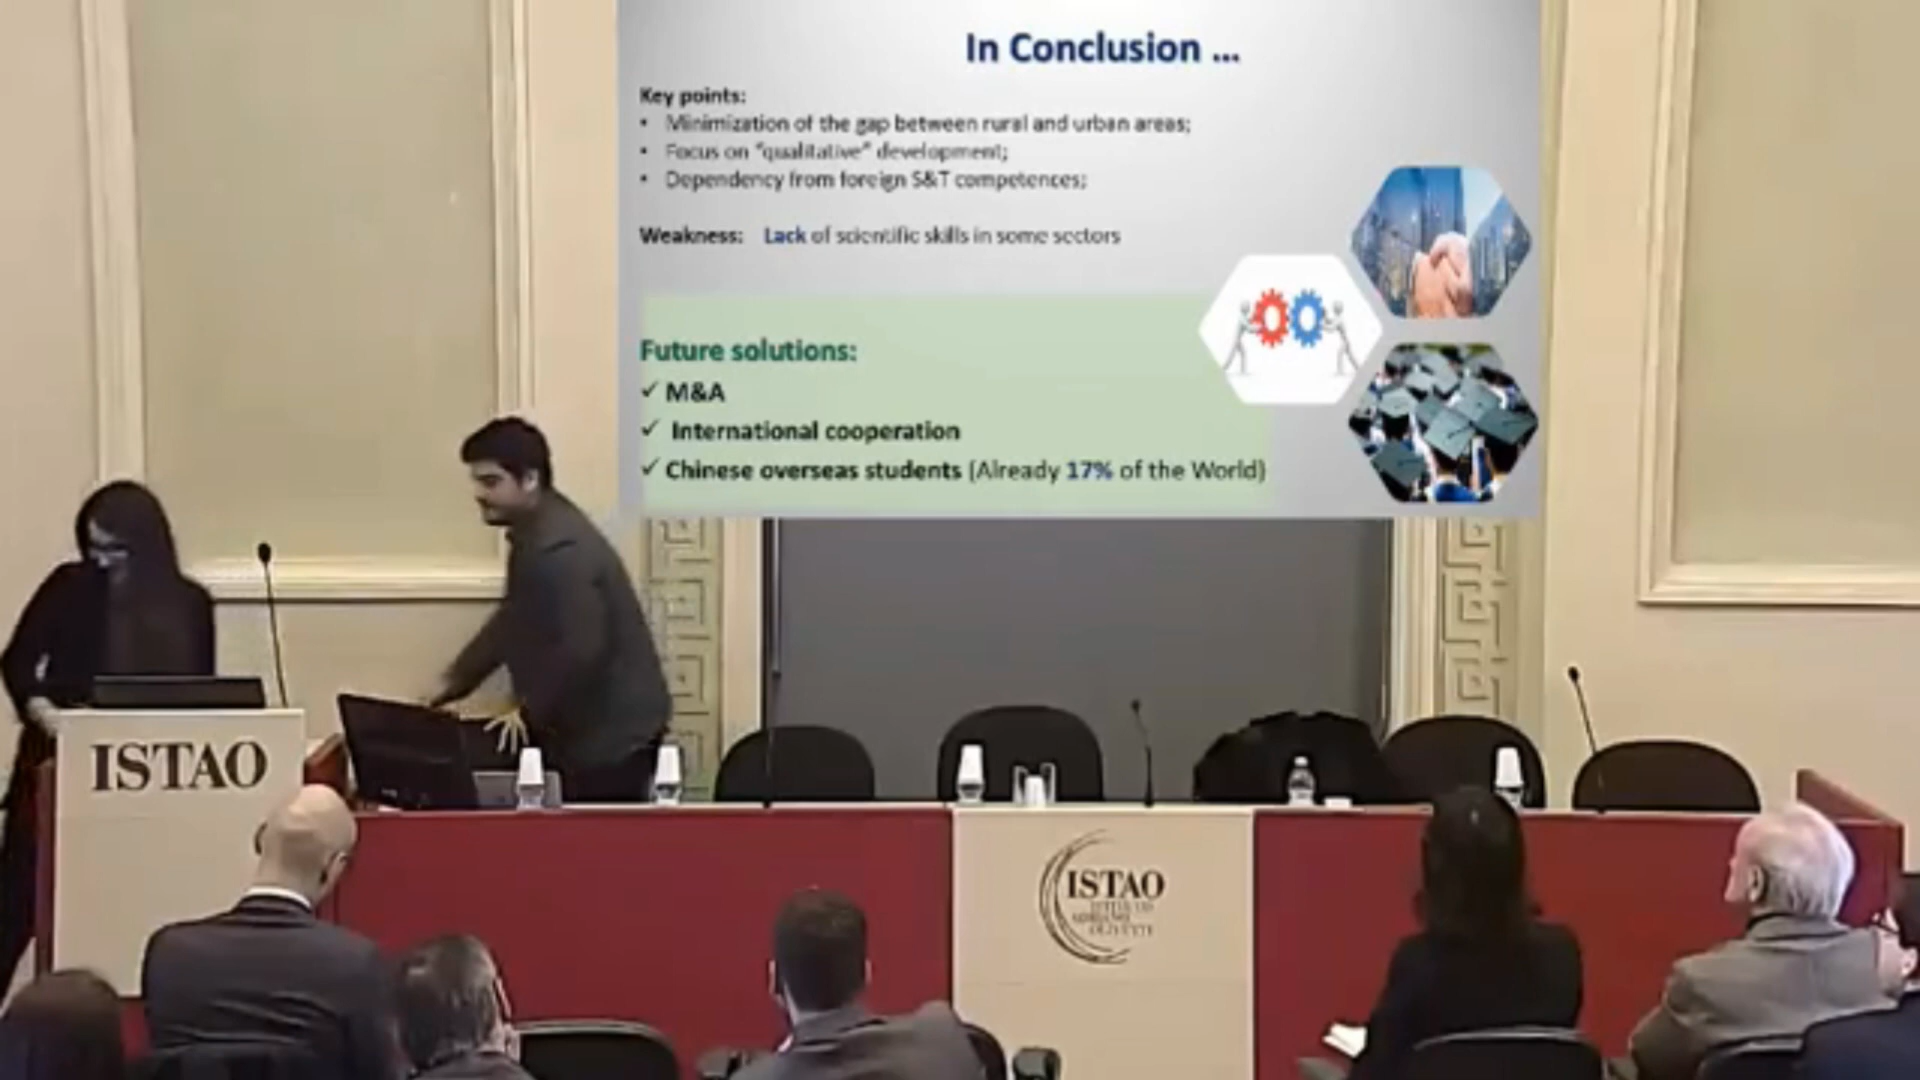 In Conclusion ...
Key points:
• Minimization of the gap between rural and urban areas;
• Focus on "qualitative" development;
• Dependency from foreign S&T competences;
Weakness: Lack of scientific skills in some sectors
Future solutions:
✓ M&A
✓ International cooperation
✓ Chinese overseas students (Already 17% of the World)
ISTAO
ISTAO